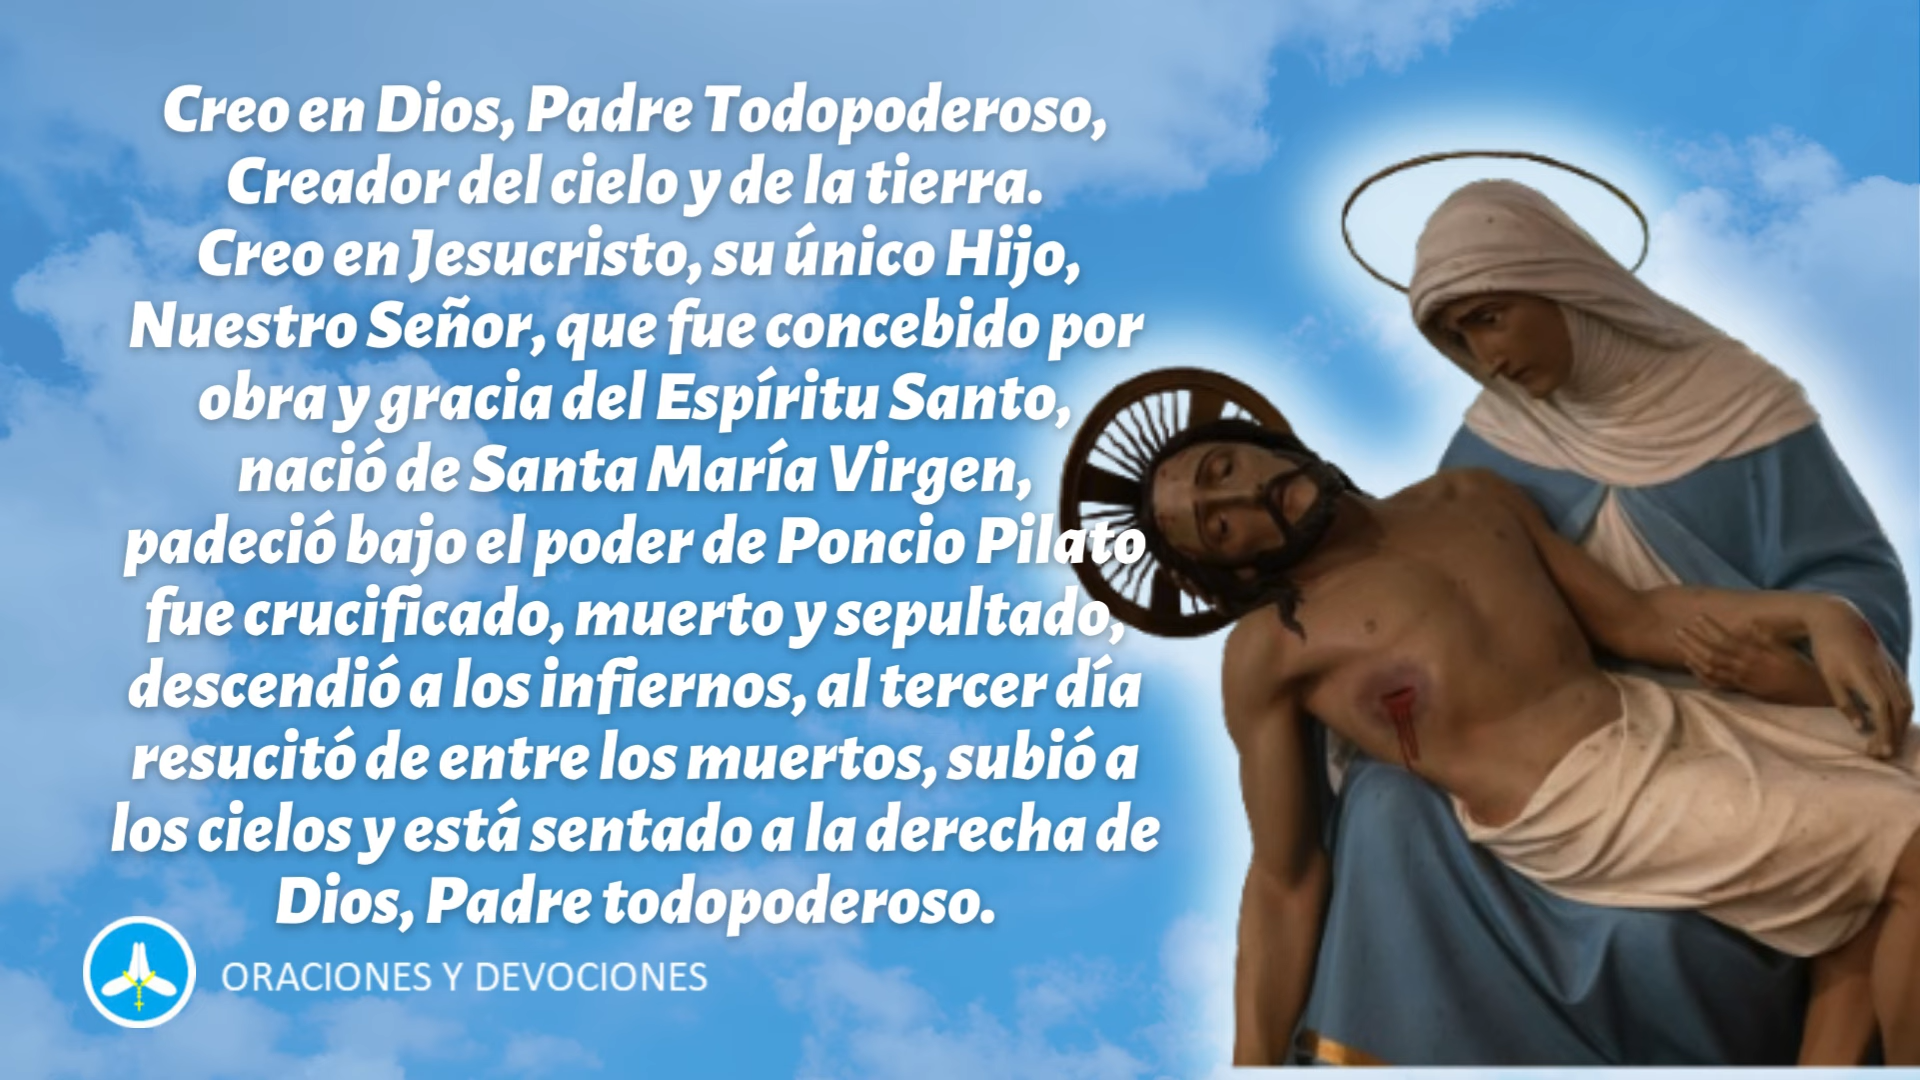 Creo en Dios, Padre Todopoderoso,
Creador del cielo y de la tierra.
Creo en Jesucristo, su único Hijo,
Nuestro Señor, que fue concebido por
obra y gracia del Espíritu Santo,
nació de Santa María Virgen,
padeció bajo el poder de Poncio Pilato
fue crucificado, muerto y sepultado,
descendió a los infiernos, al tercer día
resucitó de entre los muertos, subió a
los cielos y está sentado a la derecha de
Dios, Padre todopoderoso.
ORACIONES Y DEVOCIONES